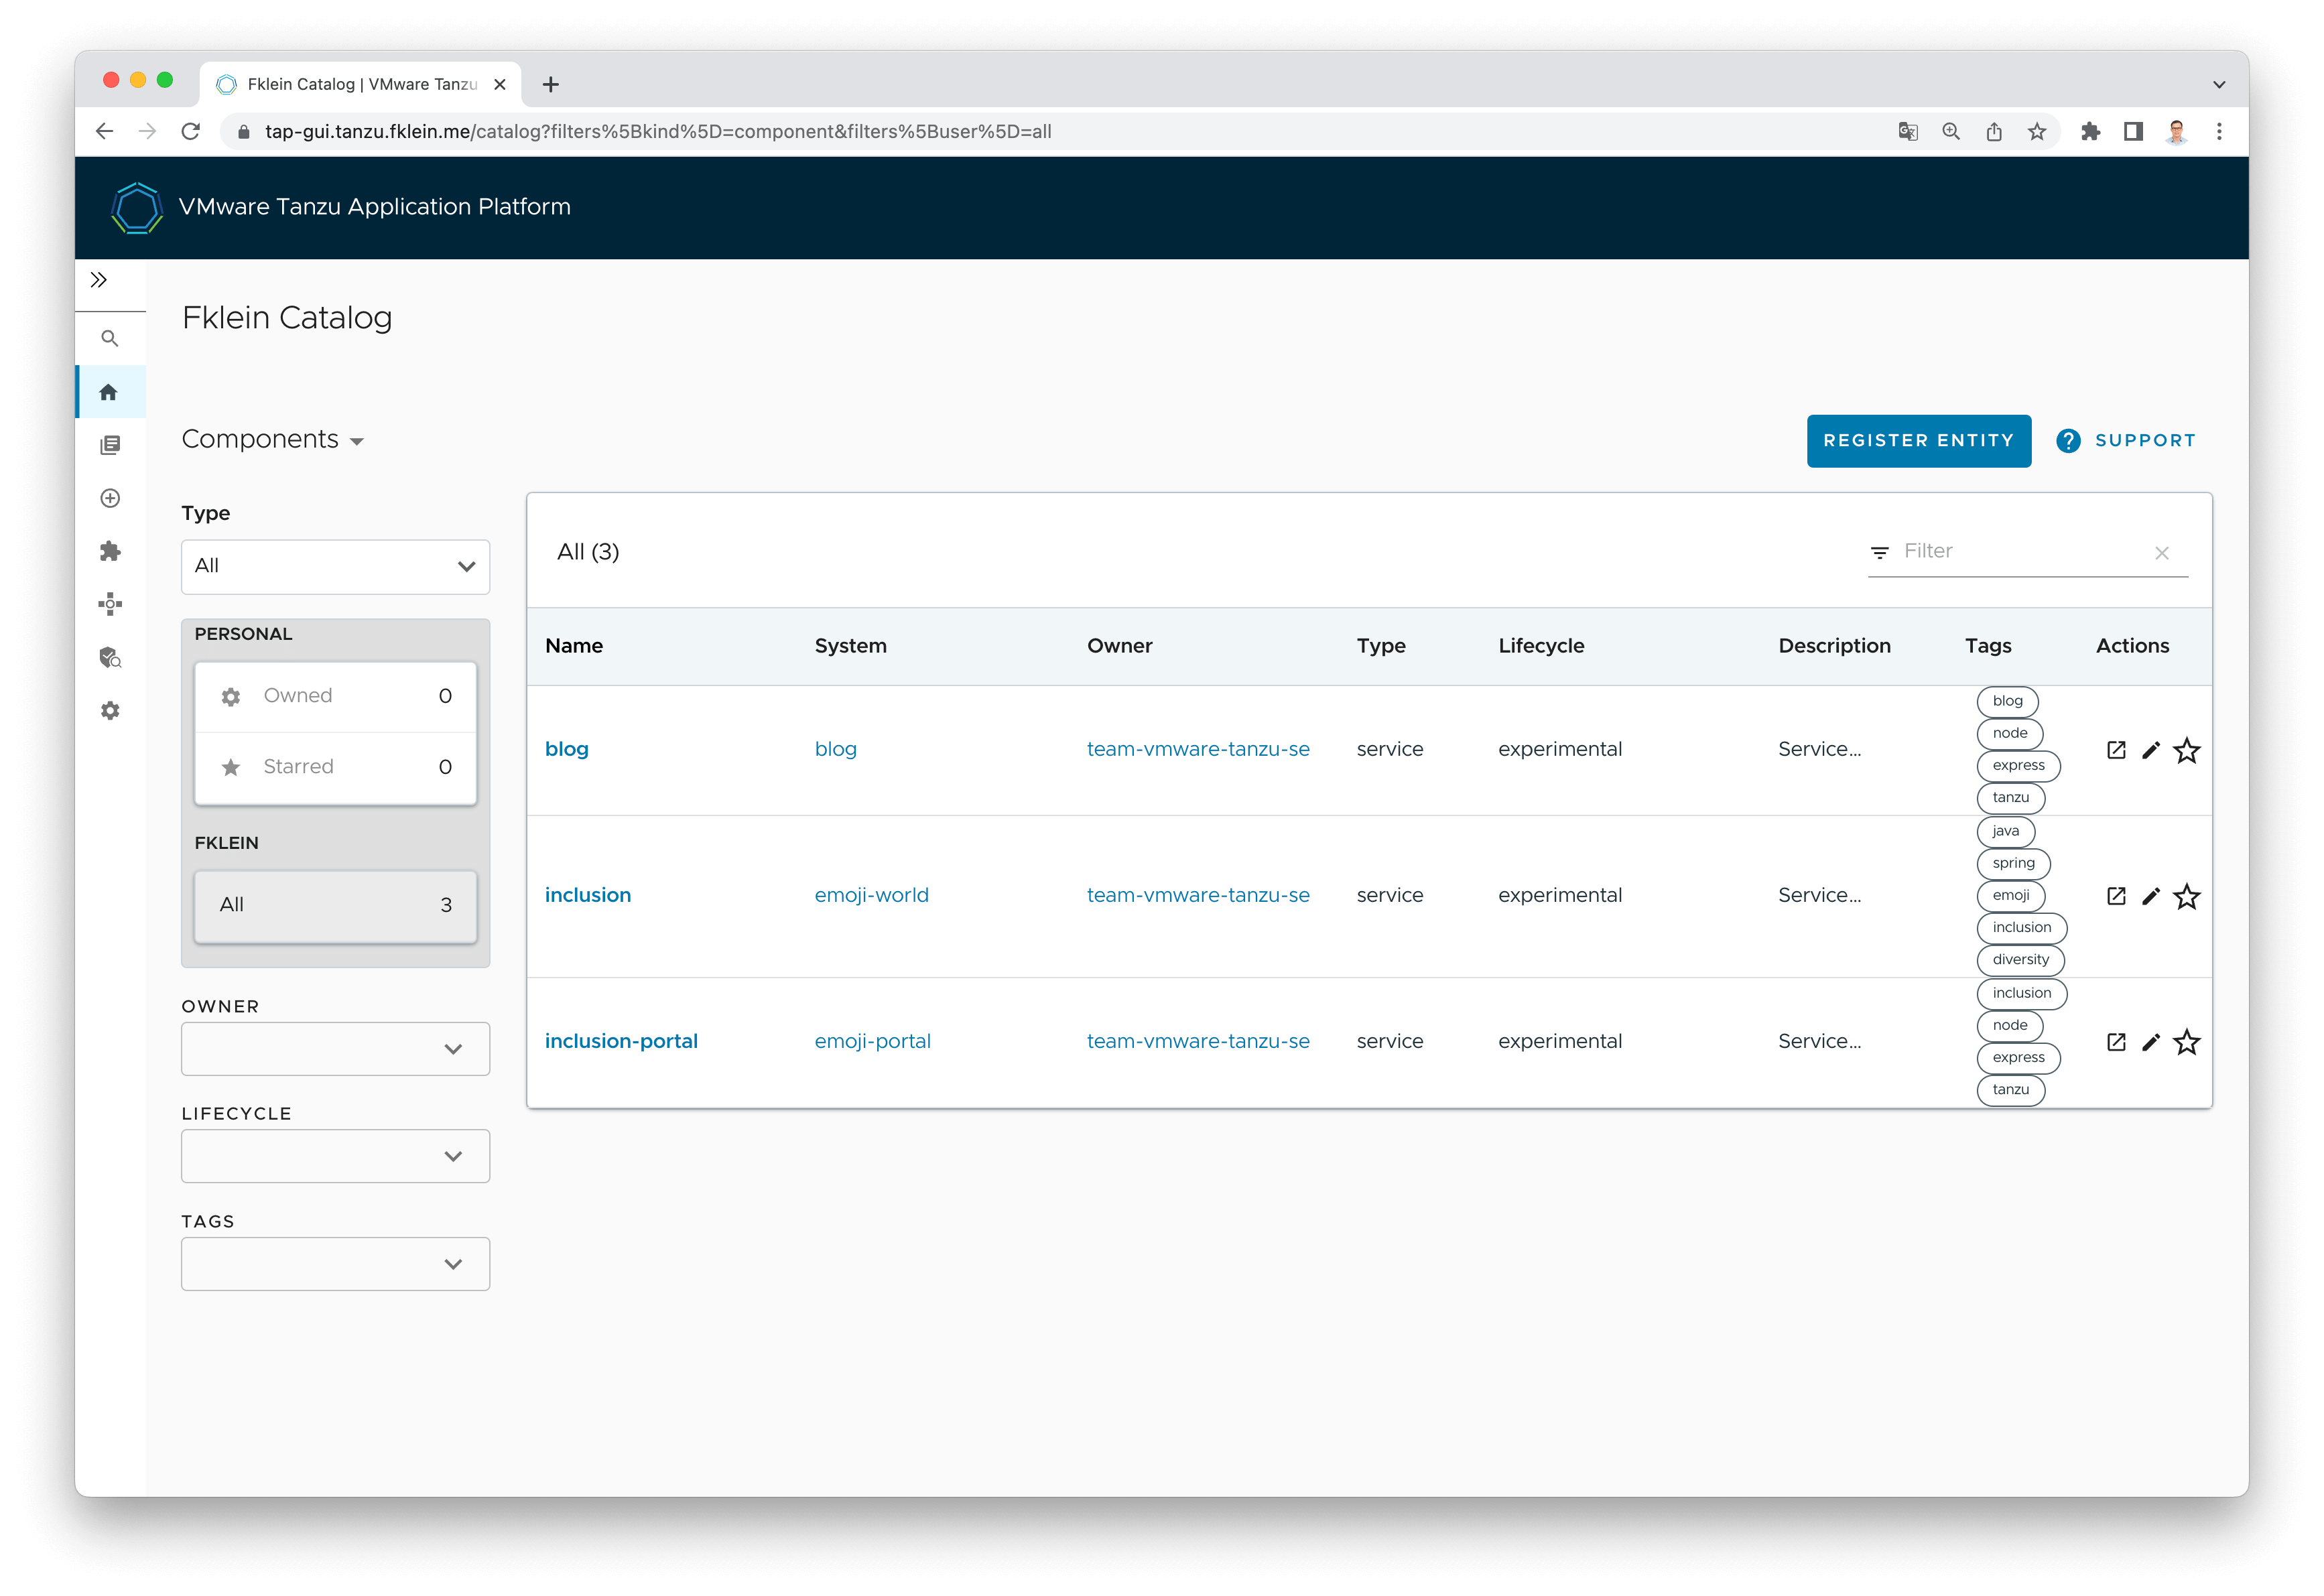 Fklein Catalog | VMware Tanzu
tap-gui.tanzu.fklein.me/catalog?filters%5Bkind%5D=component&filters%5Buser%5D=all
VMware Tanzu Application Platform
Fklein Catalog
Components
REGISTER ENTITY
SUPPORT
Type
All
PERSONAL
Owned 0
Starred 0
FKLEIN
All 3
OWNER
LIFECYCLE
TAGS
All (3)
Filter
Name System Owner Type Lifecycle Description Tags Actions
blog blog team-vmware-tanzu-se service experimental Service...
blog
node
express
tanzu
inclusion emoji-world team-vmware-tanzu-se service experimental Service...
java
spring
emoji
inclusion
diversity
inclusion-portal emoji-portal team-vmware-tanzu-se service experimental Service...
inclusion
node
express
tanzu